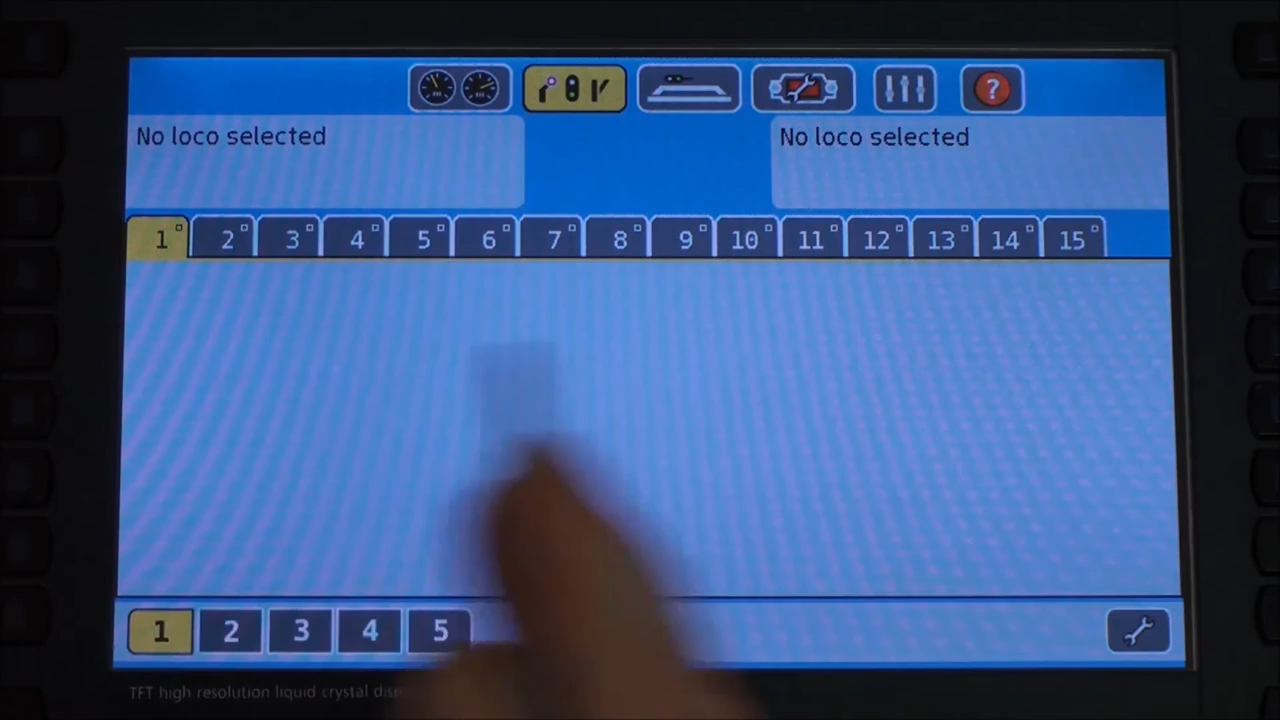 ?
No loco selected
No loco selected
1 2 3 4 5 6 7 8 9 10 11 12 13 14 15
1 2 3 4 5
TFT high resolution liquid crystal